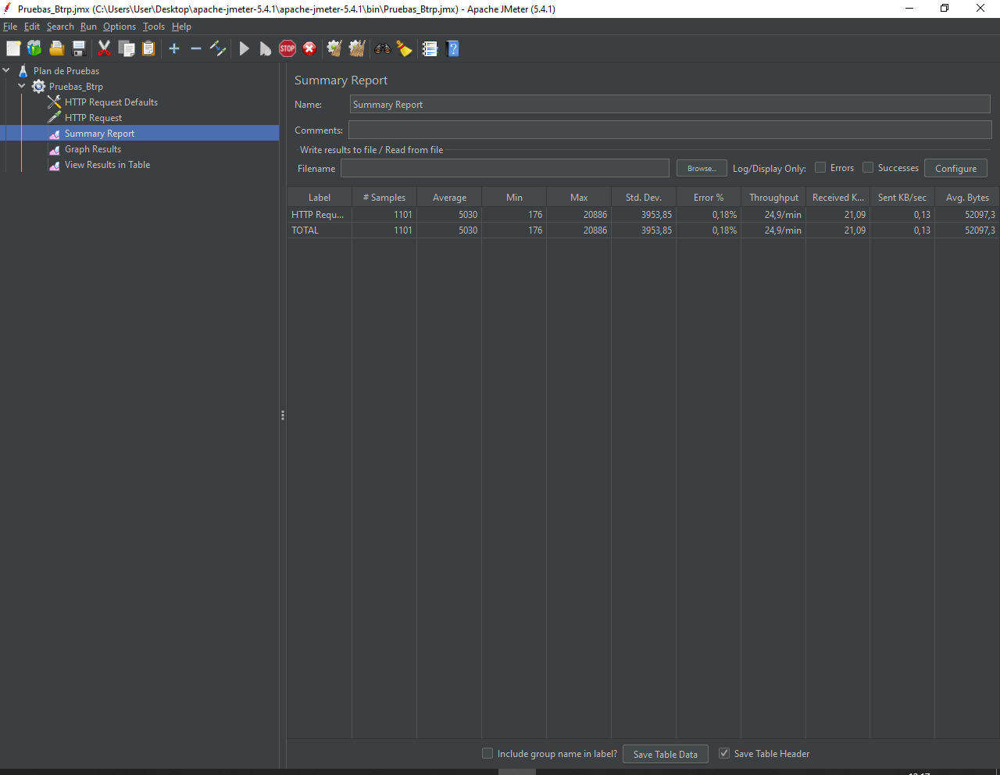 Pruebas_Btrp.jmx (C:\Users\User\Desktop\apache-jmeter-5.4.1\apache-jmeter-5.4.1\bin\Pruebas_Btrp.jmx) - Apache JMeter (5.4.1)
File Edit Search Run Options Tools Help
STOP
Plan de Pruebas
Pruebas_Btrp
HTTP Request Defaults
HTTP Request
Summary Report
Graph Results
View Results in Table
Summary Report
Name: Summary Report
Comments:
Write results to file / Read from file
Filename Browse... Log/Display Only: Errors Successes Configure
Label # Samples Average Min Max Std. Dev. Error % Throughput Received K... Sent KB/sec Avg. Bytes
HTTP Requ... 1101 5030 176 20886 3953,85 0,18% 24,9/min 21,09 0,13 52097,3
TOTAL 1101 5030 176 20886 3953,85 0,18% 24,9/min 21,09 0,13 52097,3
Include group name in label? Save Table Data Save Table Header